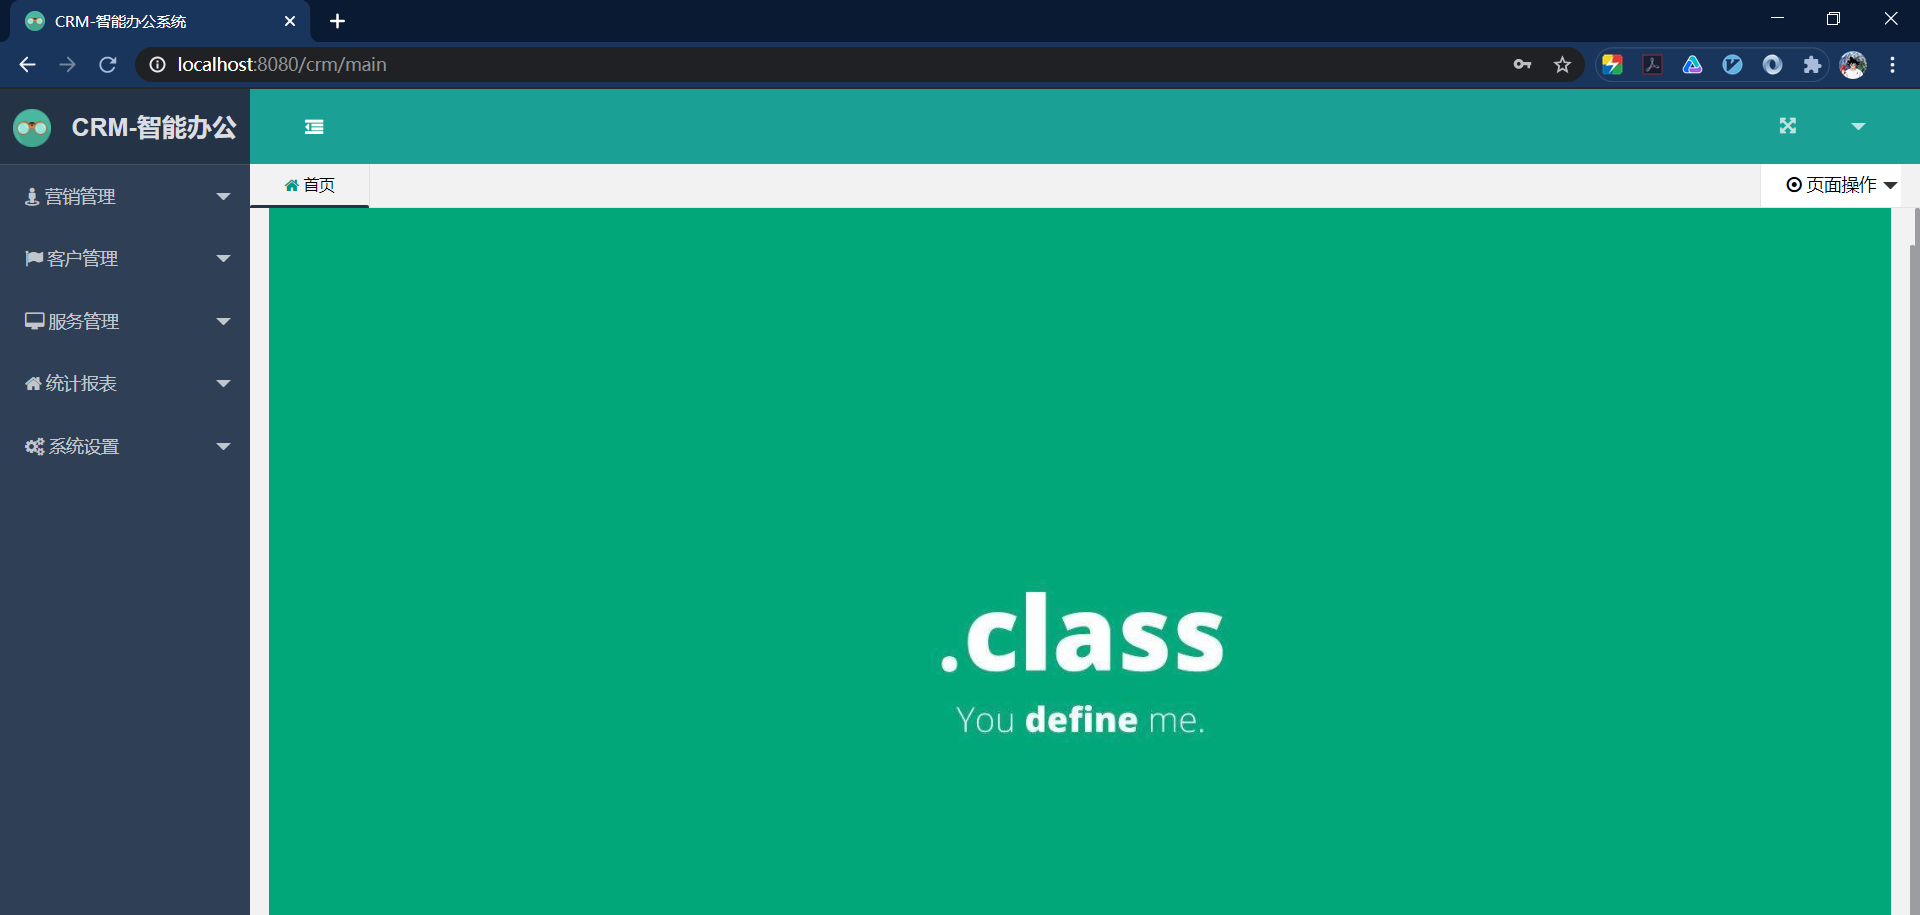 CRM-智能办公系统
localhost:8080/crm/main
CRM-智能办公
首页
页面操作
营销管理
客户管理
服务管理
统计报表
系统设置
.class
You define me.